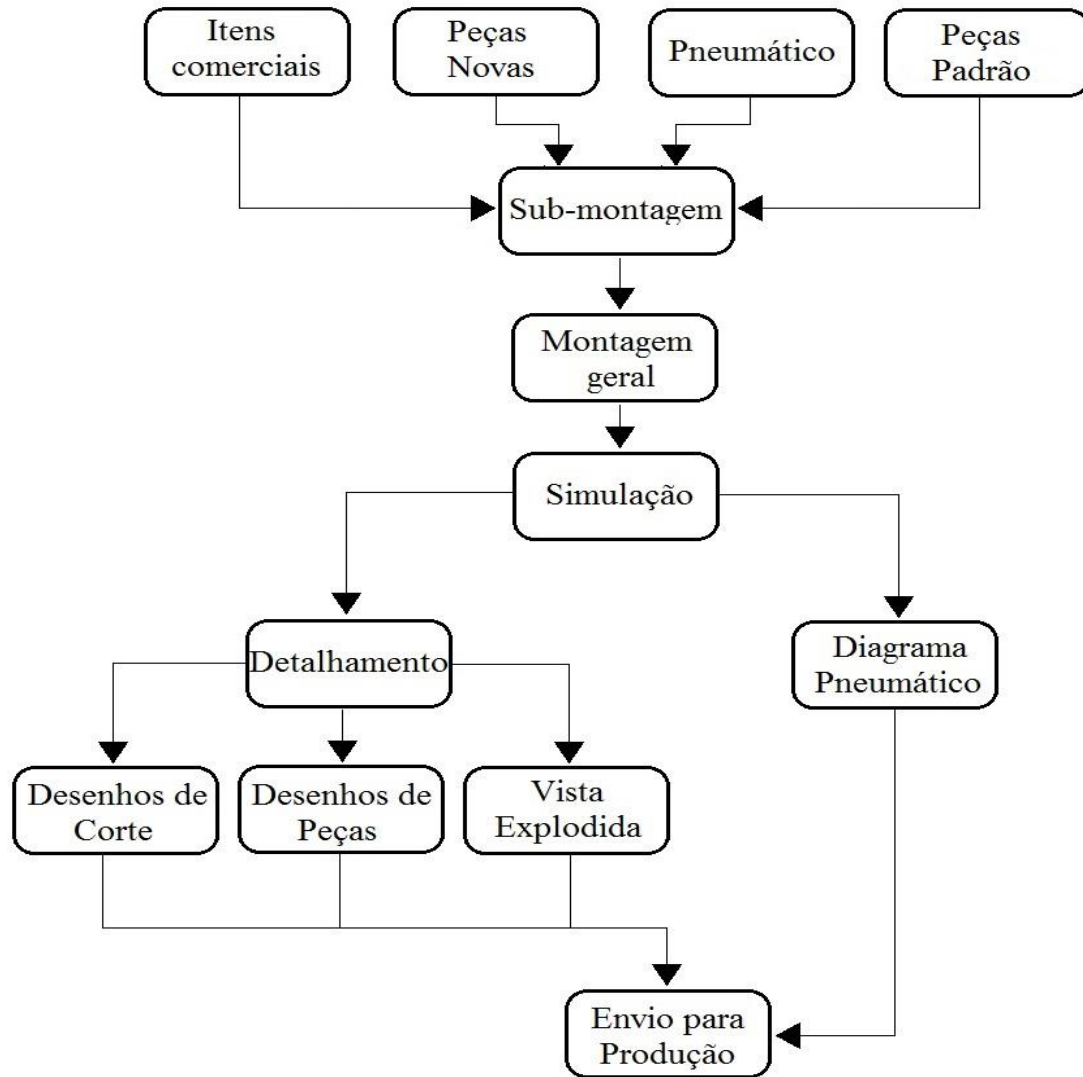 Itens
comerciais
Peças
Novas
Pneumático
Peças
Padrão
Sub-montagem
Montagem
geral
Simulação
Detalhamento
Diagrama
Pneumático
Desenhos de
Corte
Desenhos de
Peças
Vista
Explodida
Envio para
Produção